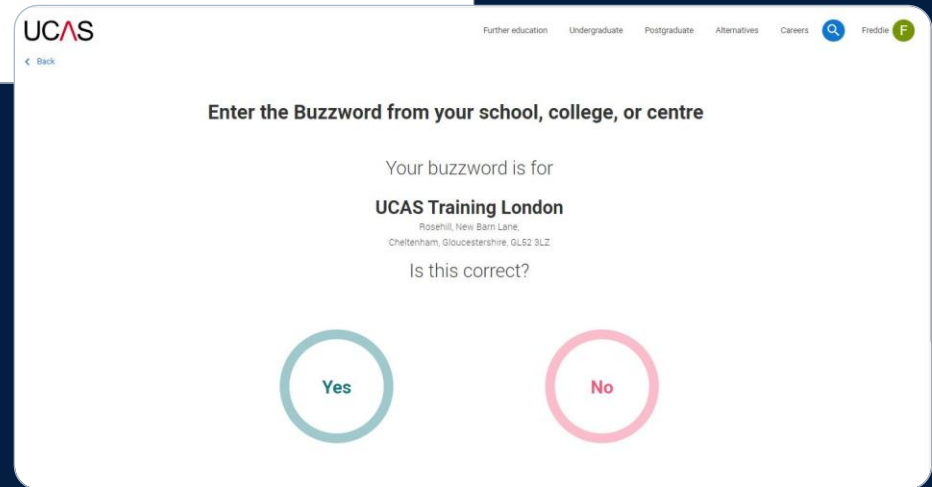 UCAS
Further education Undergraduate Postgraduate Alternatives Careers Freddie F
Back
Enter the Buzzword from your school, college, or centre
Your buzzword is for
UCAS Training London
Rosehill, New Barn Lane,
Cheltenham, Gloucestershire, GL52 3LZ
Is this correct?
Yes No